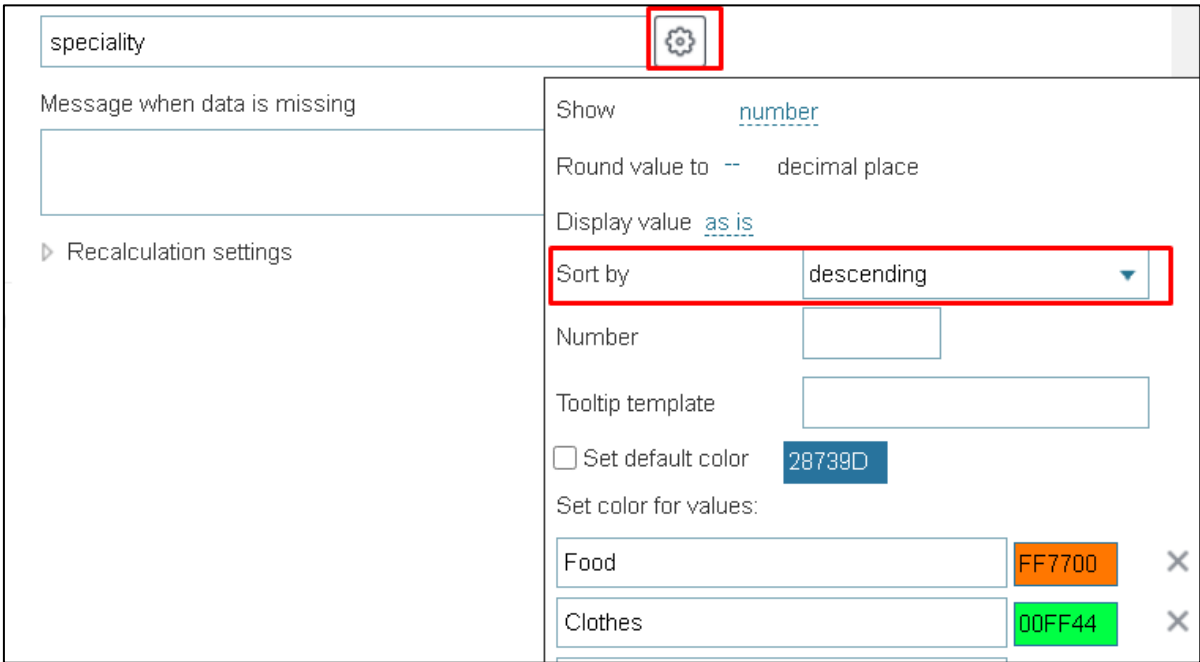 speciality
Message when data is missing
Recalculation settings
Show number
Round value to -- decimal place
Display value as is
Sort by descending
Number
Tooltip template
Set default color 28739D
Set color for values:
Food FF7700
Clothes 00FF44